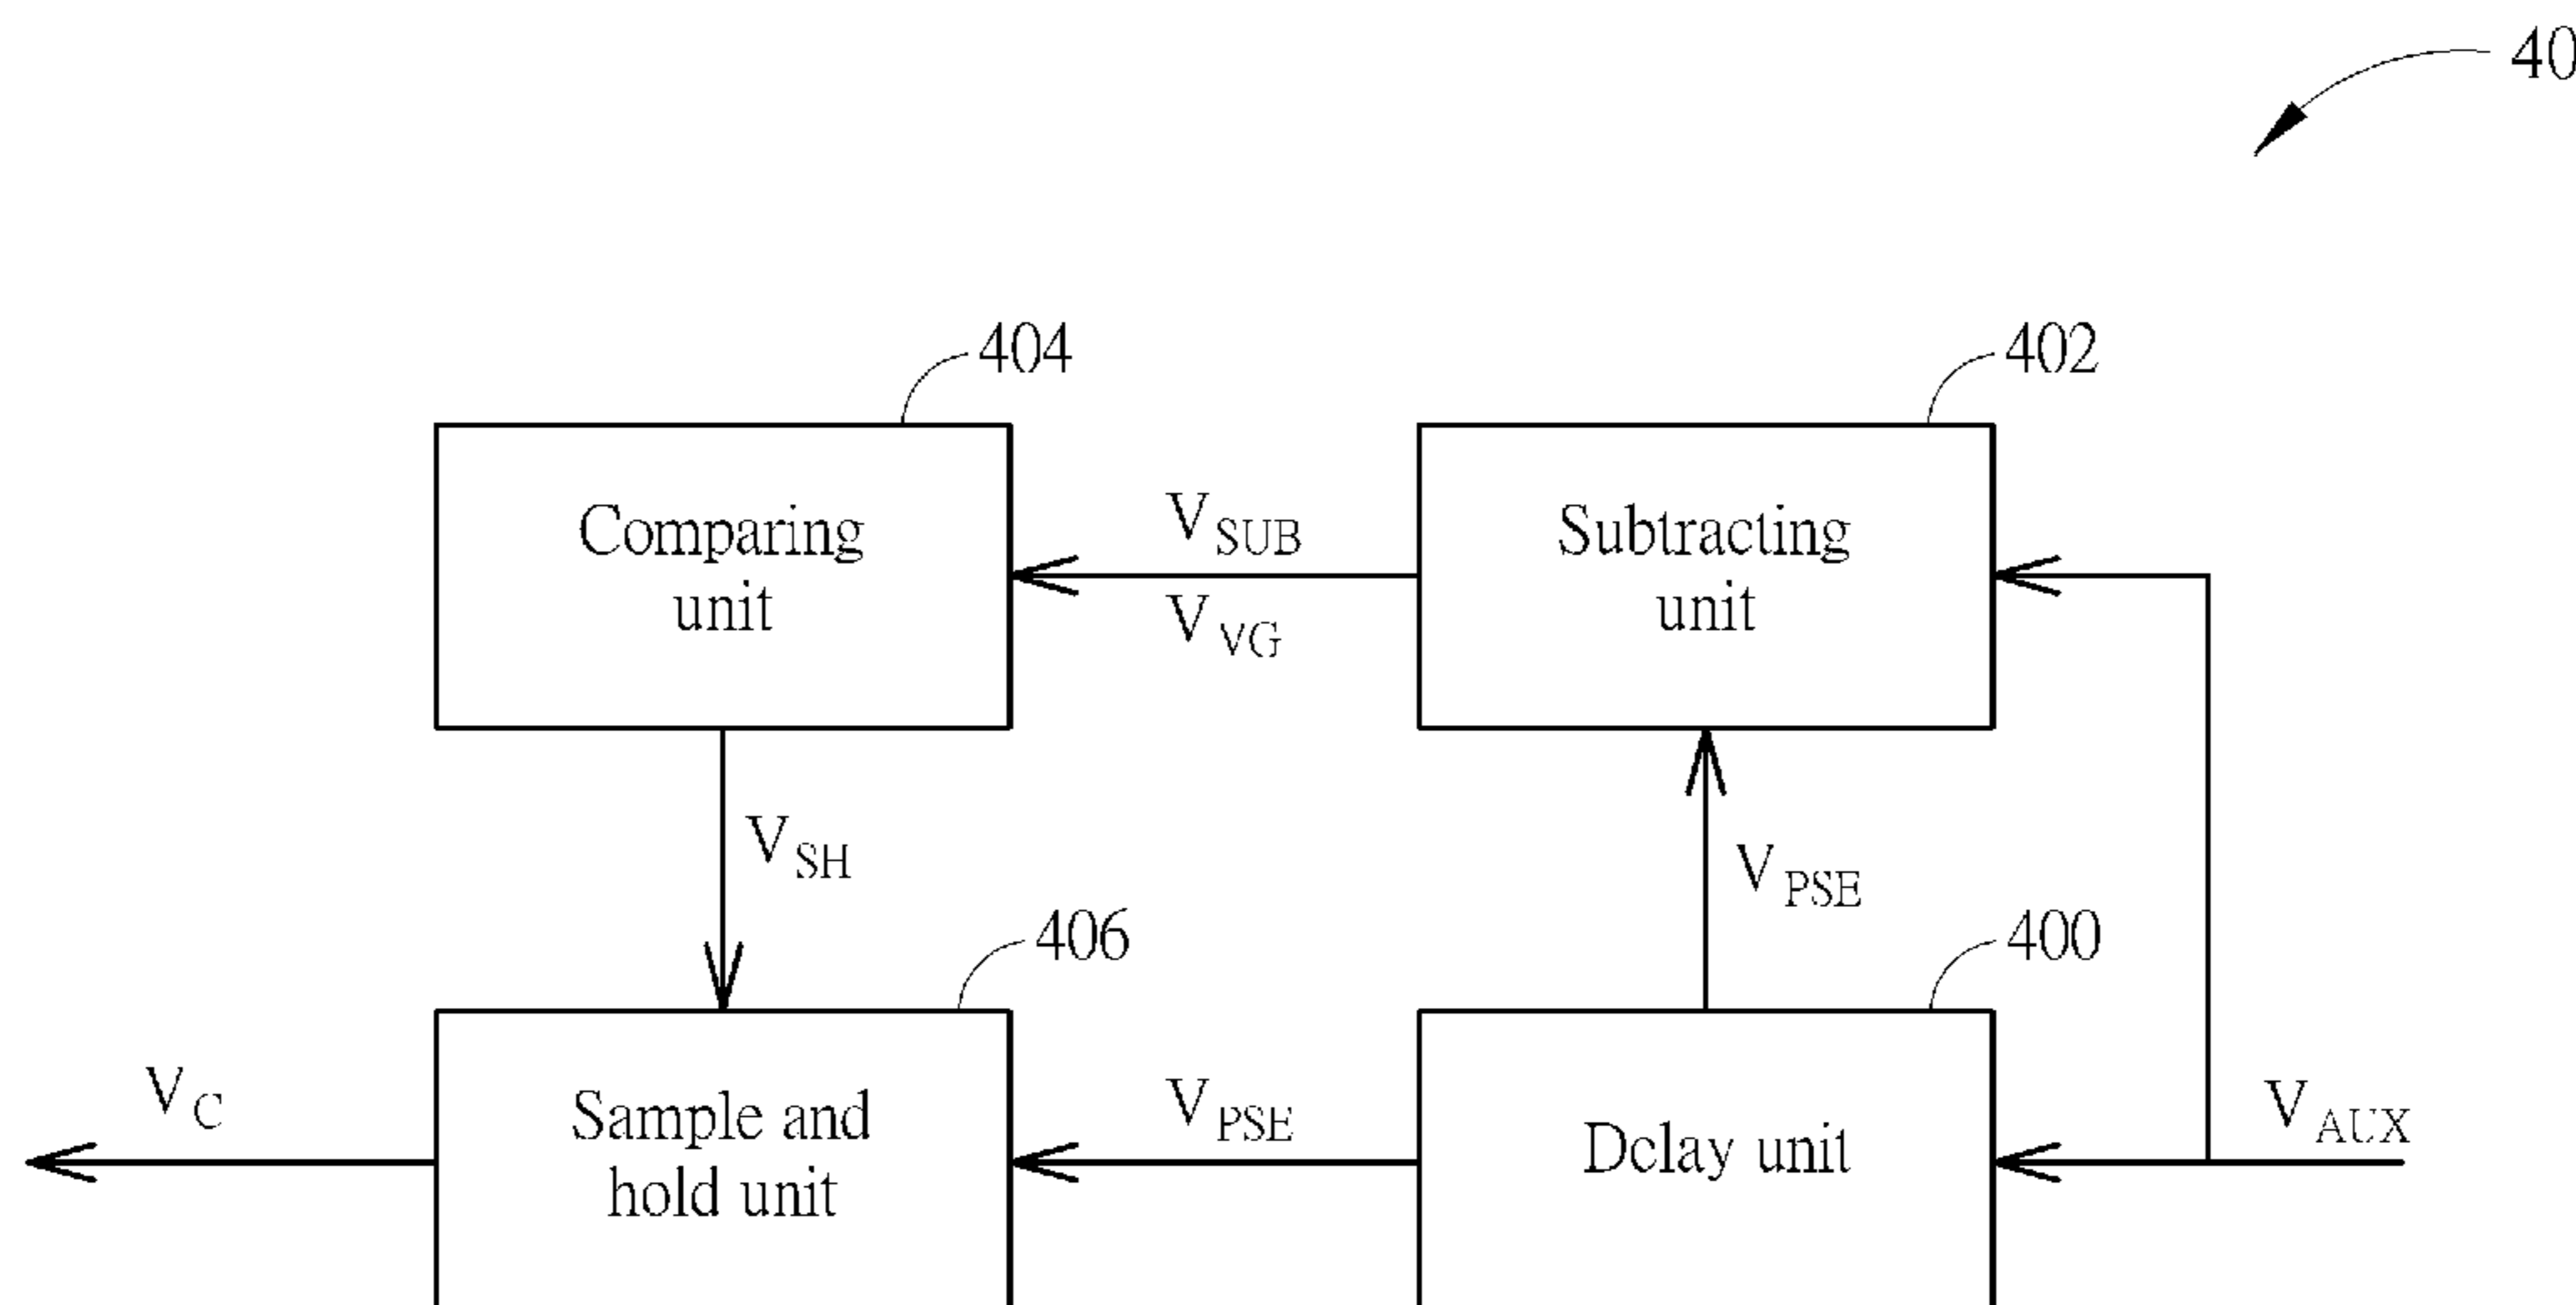 40
404
402
Comparing
unit
V_SUB
V_VG
Subtracting
unit
V_SH
V_PSE
406
400
V_C
Sample and
hold unit
V_PSE
Delay unit
V_AUX